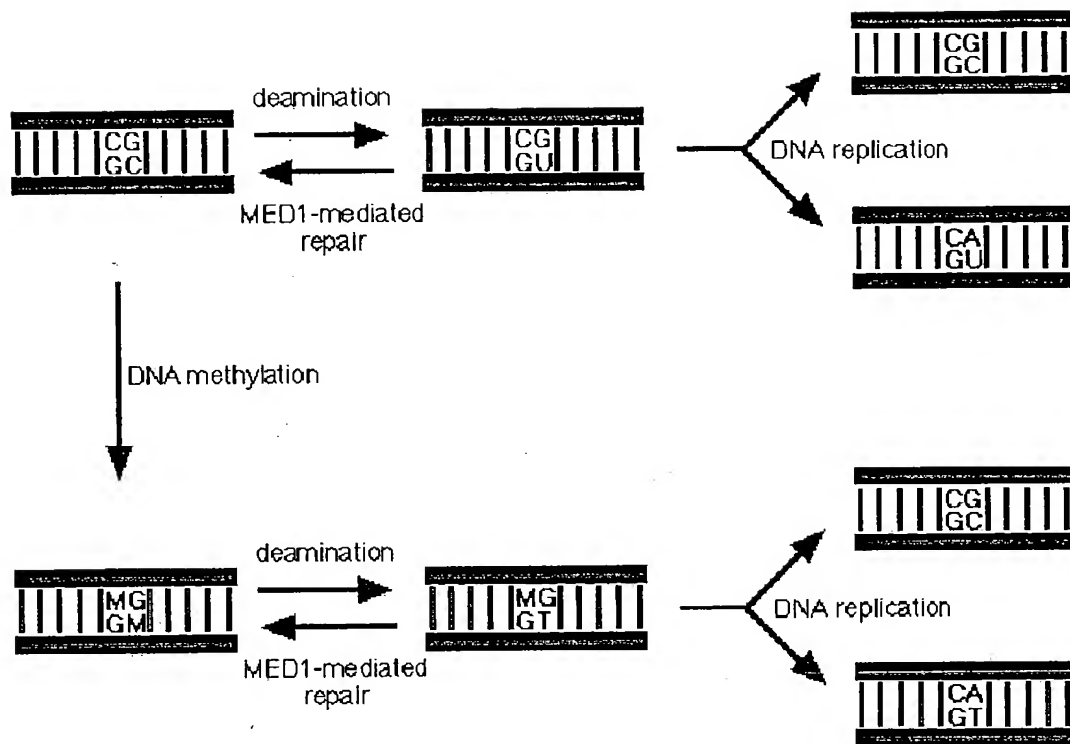 CG
GC
deamination
MED1-mediated
repair
CG
GU
DNA replication
CG
GC
CA
GU
DNA methylation
MG
GM
deamination
MED1-mediated
repair
MG
GT
DNA replication
CG
GC
CA
GT